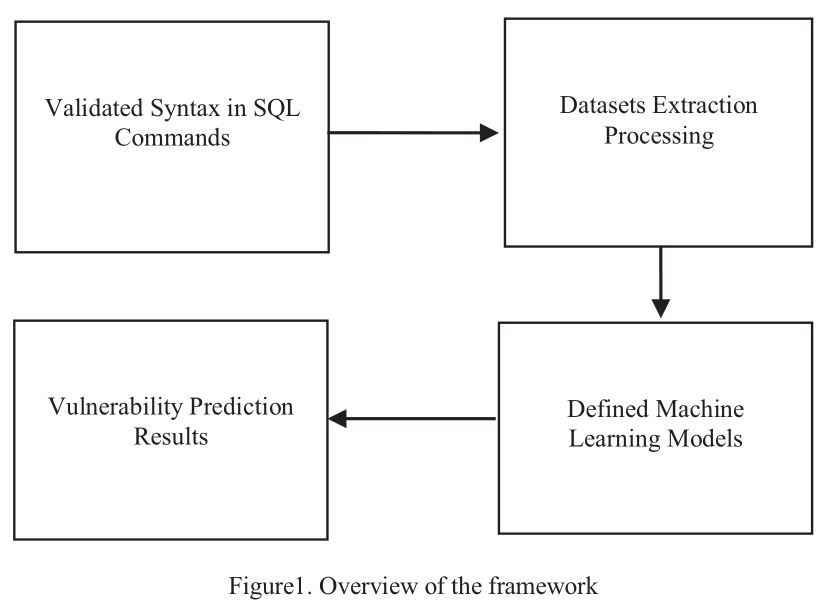 Validated Syntax in SQL
Commands
Datasets Extraction
Processing
Vulnerability Prediction
Results
Defined Machine
Learning Models
Figure1. Overview of the framework